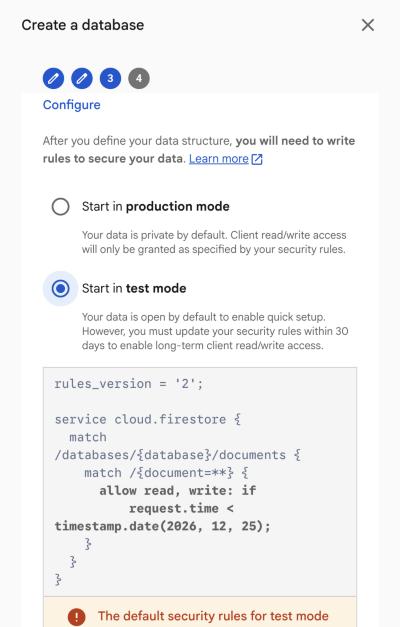 Create a database
3 4
Configure
After you define your data structure, you will need to write
rules to secure your data. Learn more
Start in production mode
Your data is private by default. Client read/write access
will only be granted as specified by your security rules.
Start in test mode
Your data is open by default to enable quick setup.
However, you must update your security rules within 30
days to enable long-term client read/write access.
rules_version = '2';
service cloud.firestore {
match
/databases/{database}/documents {
match /{document=**} {
allow read, write: if
request.time <
timestamp.date(2026, 12, 25);
}
}
}
The default security rules for test mode